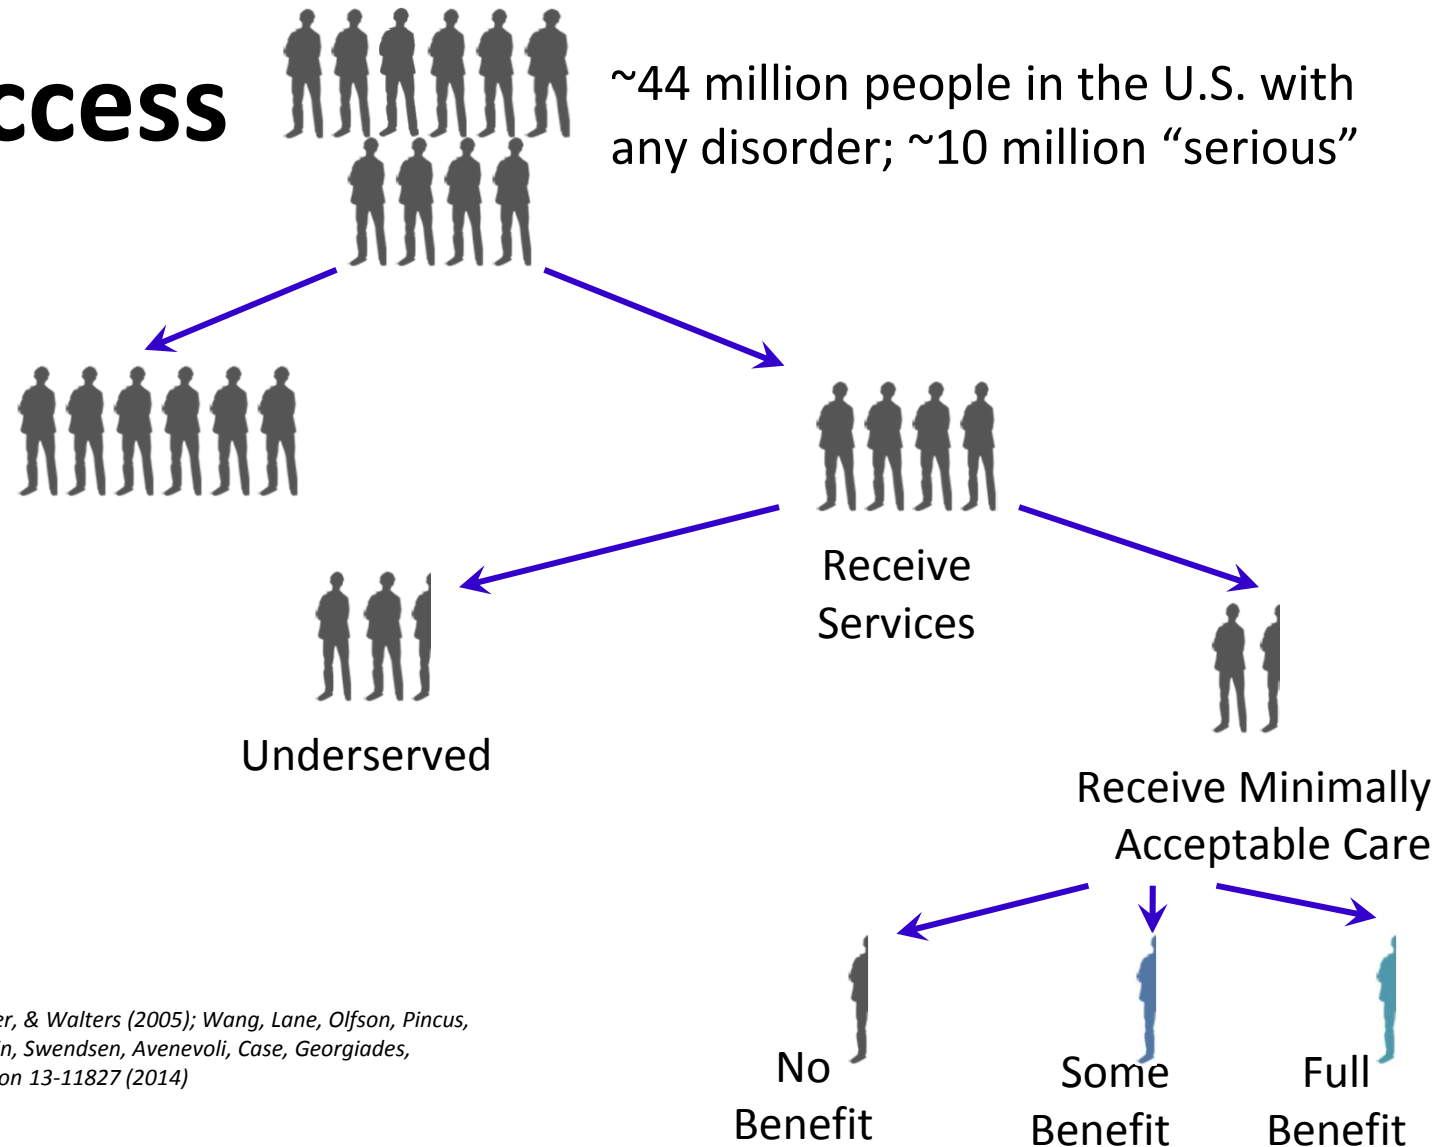 ccess
~44 million people in the U.S. with
any disorder; ~10 million “serious”
Receive
Services
Underserved
Receive Minimally
Acceptable Care
er, & Walters (2005); Wang, Lane, Olfson, Pincus,
n, Swendsen, Avenevoli, Case, Georgiades,
on 13-11827 (2014)
No
Benefit
Some
Benefit
Full
Benefit